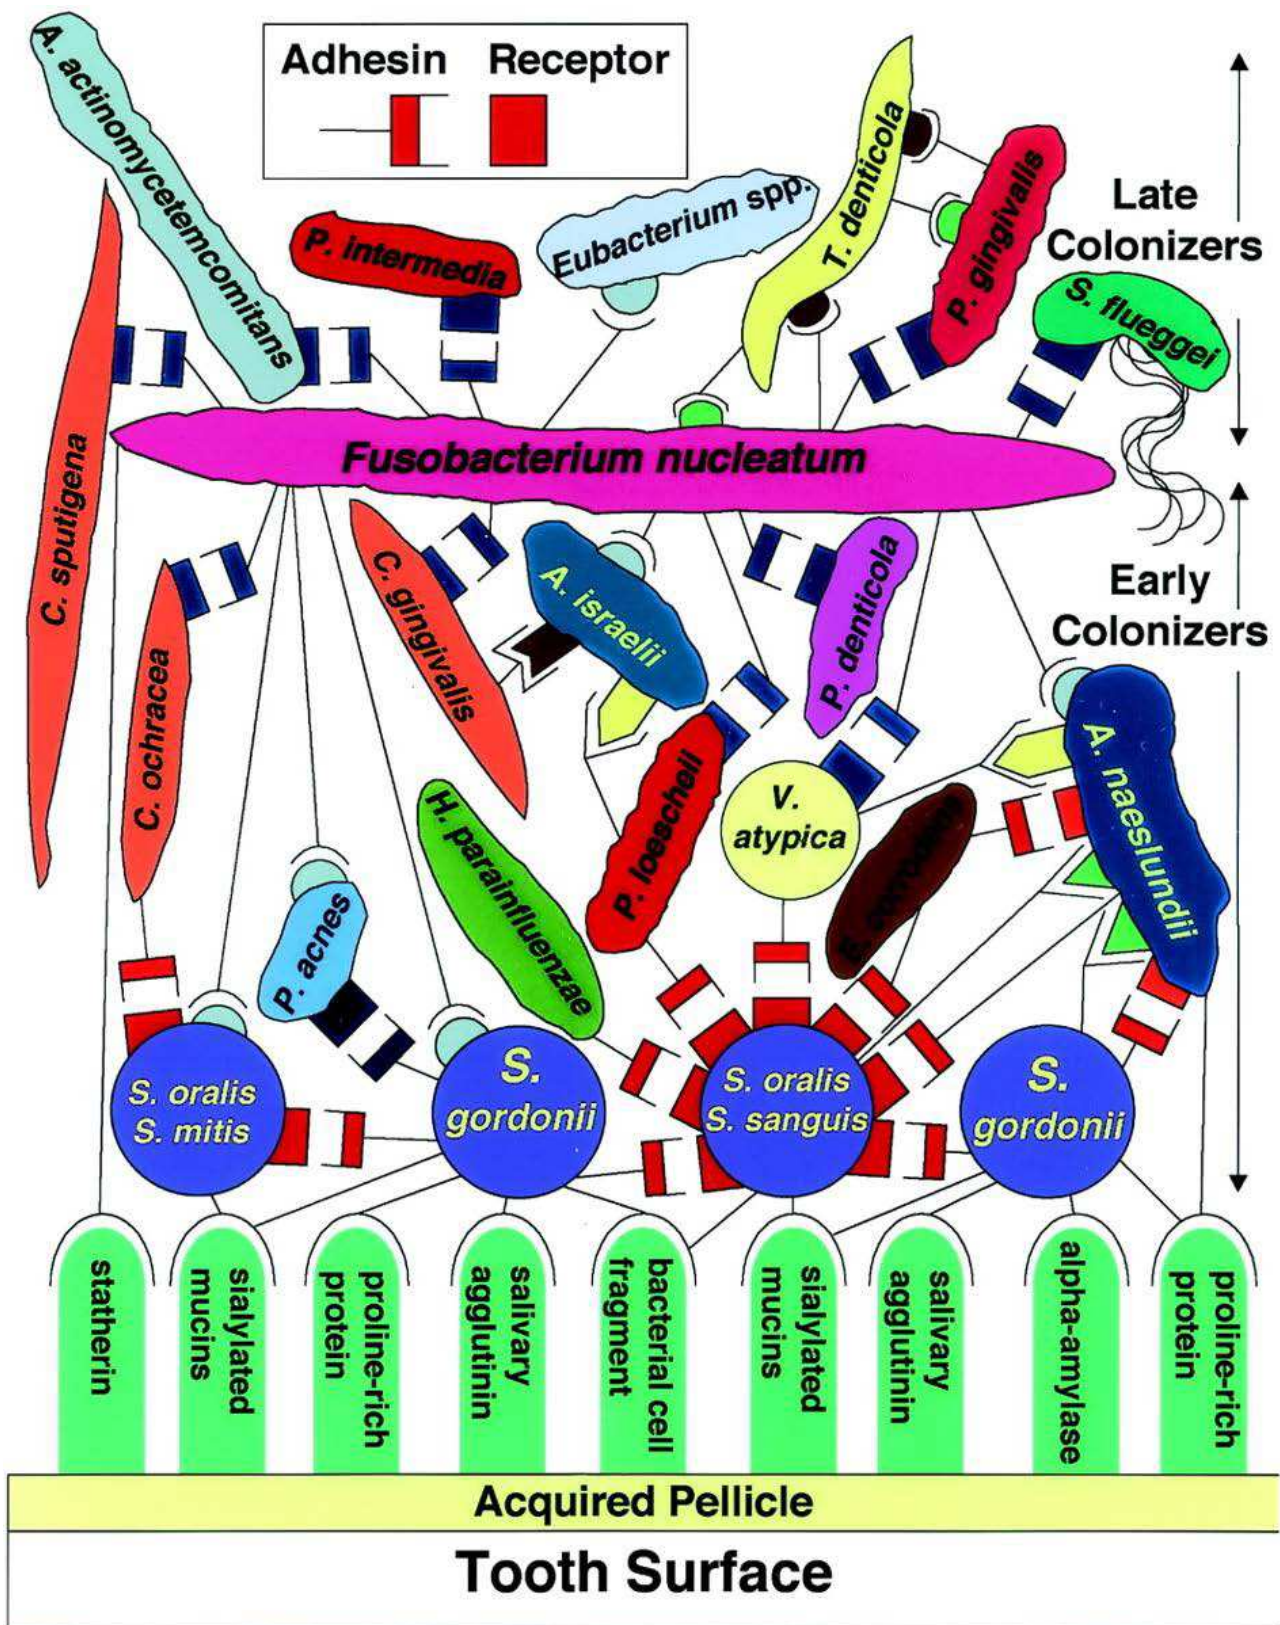 Adhesin Receptor
A. actinomycetemcomitans
P. intermedia
Eubacterium spp.
T. denticola
P. gingivalis
Late
Colonizers
S. flueggei
C. sputigena
Fusobacterium nucleatum
Early
Colonizers
C. ochracea
C. gingivalis
A. israelii
P. denticola
P. loescheii
V.
atypica
E. corrodens
A. naeslundii
H. parainfluenzae
P. acnes
S. oralis
S. mitis
S.
gordonii
S. oralis
S. sanguis
S.
gordonii
statherin
sialylated
mucins
proline-rich
protein
salivary
agglutinin
bacterial cell
fragment
sialylated
mucins
salivary
agglutinin
alpha-amylase
proline-rich
protein
Acquired Pellicle
Tooth Surface